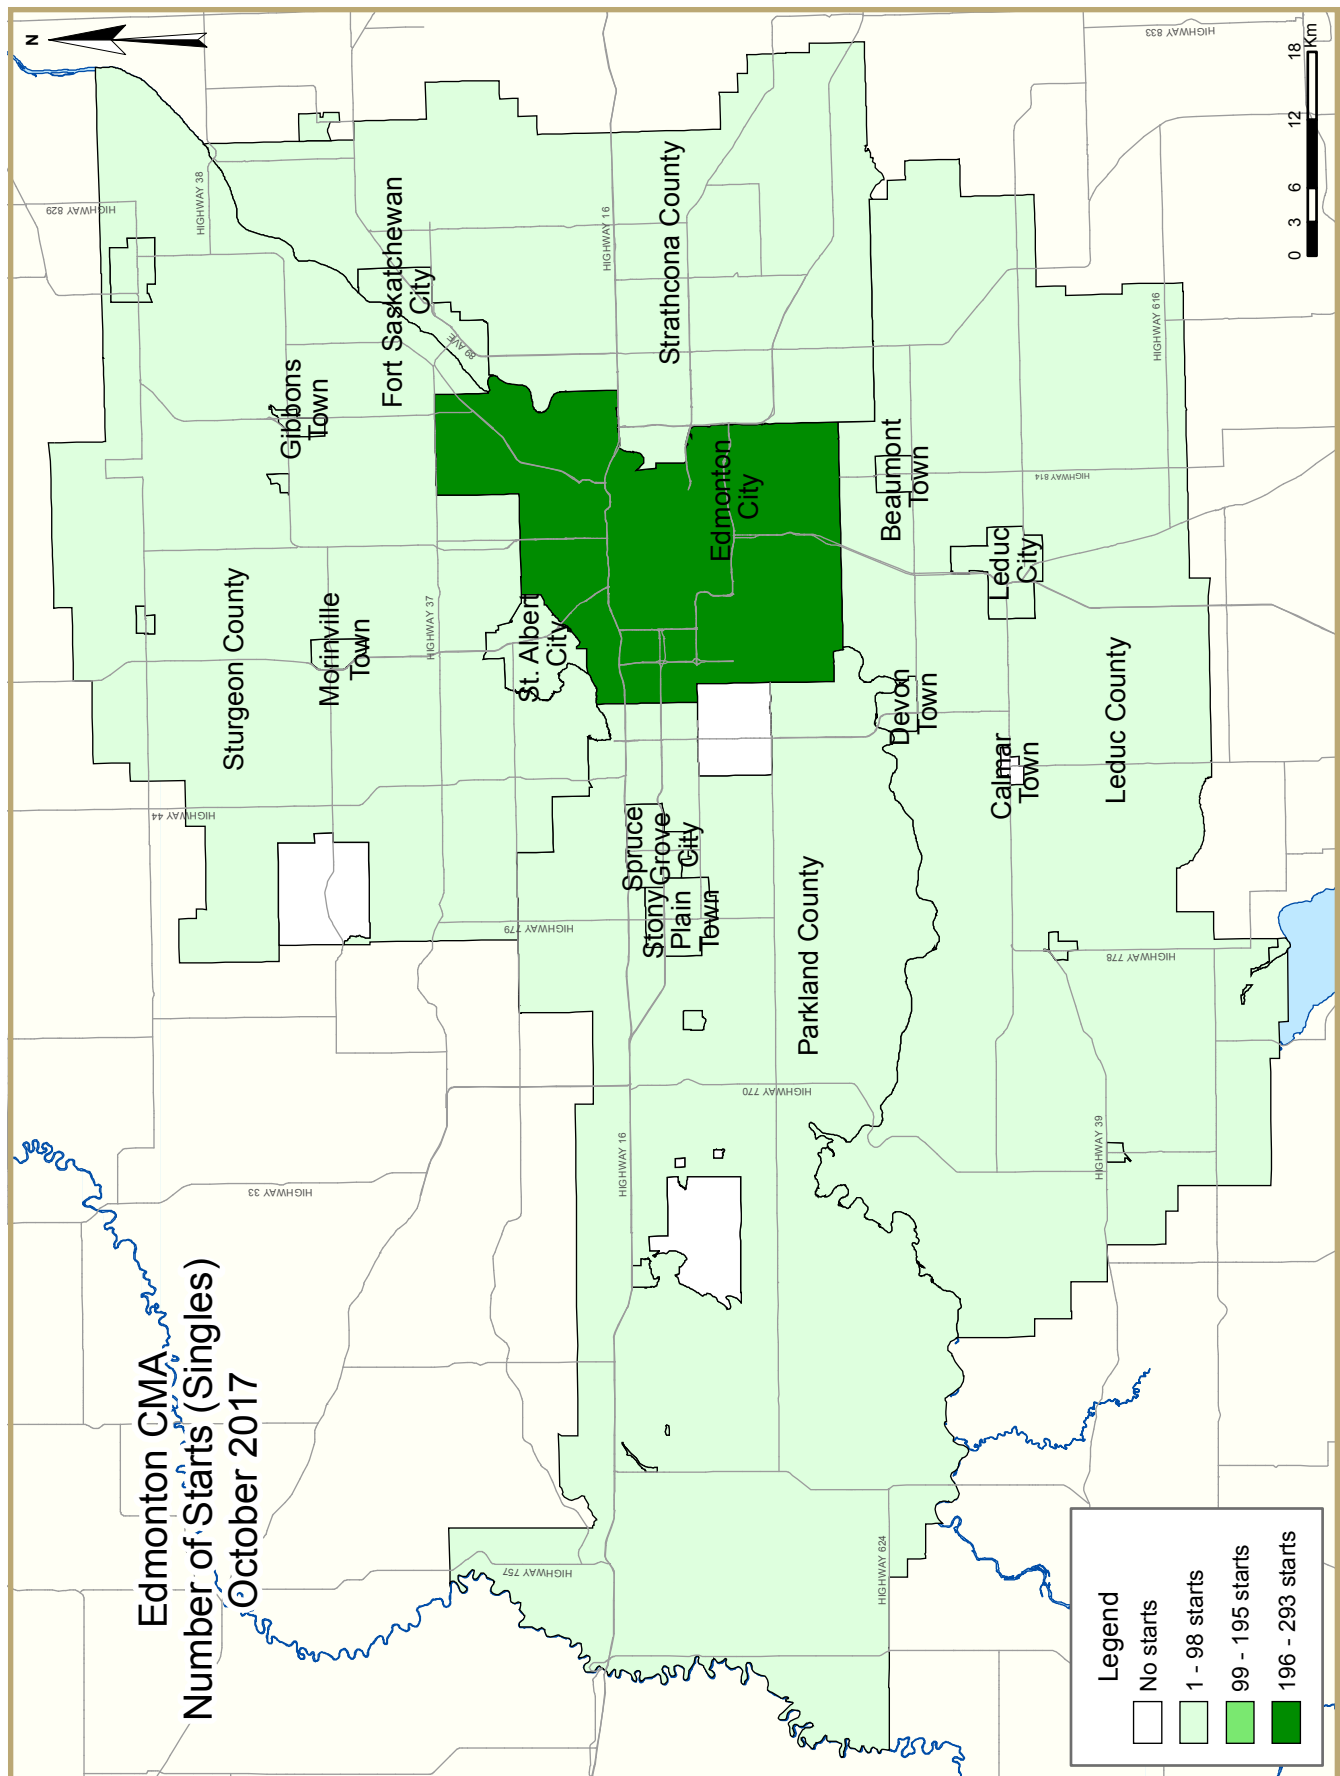 Edmonton CMA
Number of Starts (Singles)
October 2017
N
HIGHWAY 829
HIGHWAY 38
HIGHWAY 833
Gibbons
Town
Fort Saskatchewan
City
89 AVE
Sturgeon County
Morinville
Town
HIGHWAY 44
HIGHWAY 37
HIGHWAY 33
HIGHWAY 779
St. Albert
City
HIGHWAY 16
Strathcona County
Edmonton
City
Spruce
Grove
City
Stony
Plain
Town
HIGHWAY 16
HIGHWAY 757
HIGHWAY 770
Parkland County
Beaumont
Town
Devon
Town
HIGHWAY 624
Leduc
City
Calmar
Town
HIGHWAY 814
Leduc County
HIGHWAY 616
HIGHWAY 778
HIGHWAY 39
Legend
No starts
1 - 98 starts
99 - 195 starts
196 - 293 starts
0 3 6 12 18
Km